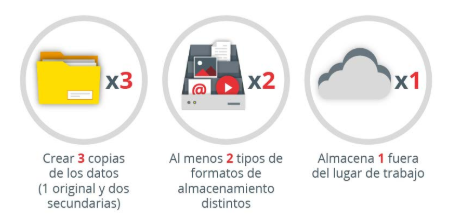 x3
Crear 3 copias
de los datos
(1 original y dos
secundarias)
@
x2
Al menos 2 tipos de
formatos de
almacenamiento
distintos
x1
Almacena 1 fuera
del lugar de trabajo